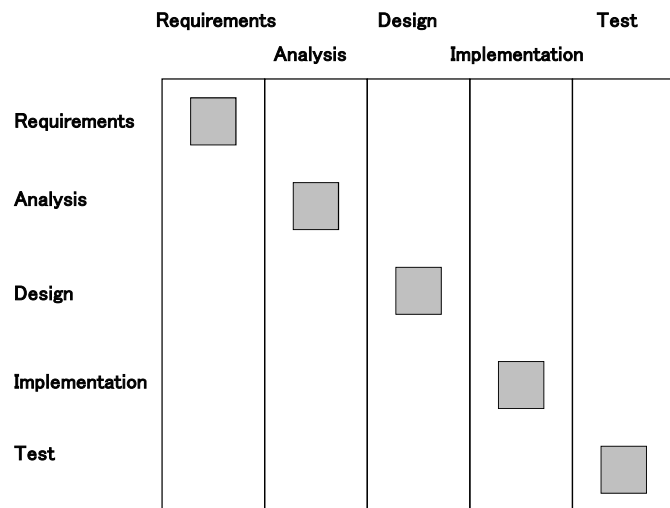 Requirements Design Test
Analysis Implementation
Requirements
Analysis
Design
Implementation
Test